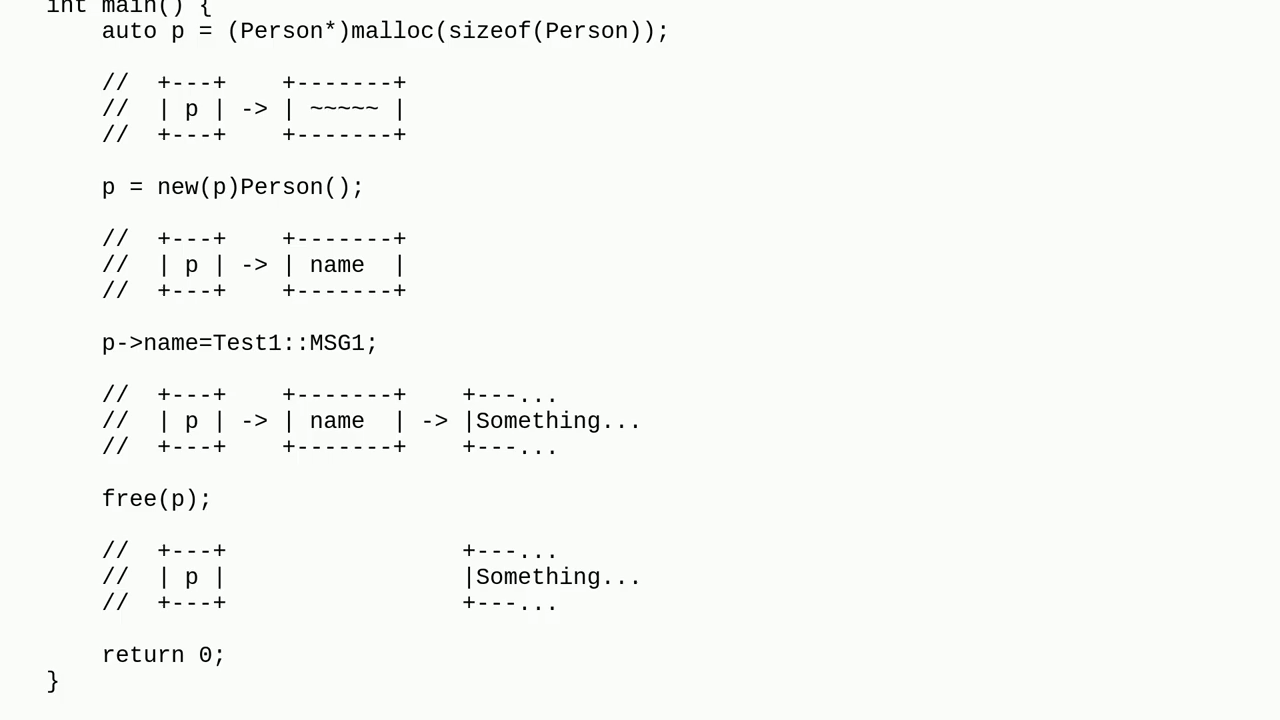 int main() {
    auto p = (Person*)malloc(sizeof(Person));

    //  +---+    +-------+
    //  | p | -> | ~~~~~ |
    //  +---+    +-------+

    p = new(p)Person();

    //  +---+    +-------+
    //  | p | -> | name  |
    //  +---+    +-------+

    p->name=Test1::MSG1;

    //  +---+    +-------+    +---...
    //  | p | -> | name  | -> |Something...
    //  +---+    +-------+    +---...

    free(p);

    //  +---+                 +---...
    //  | p |                 |Something...
    //  +---+                 +---...

    return 0;
}